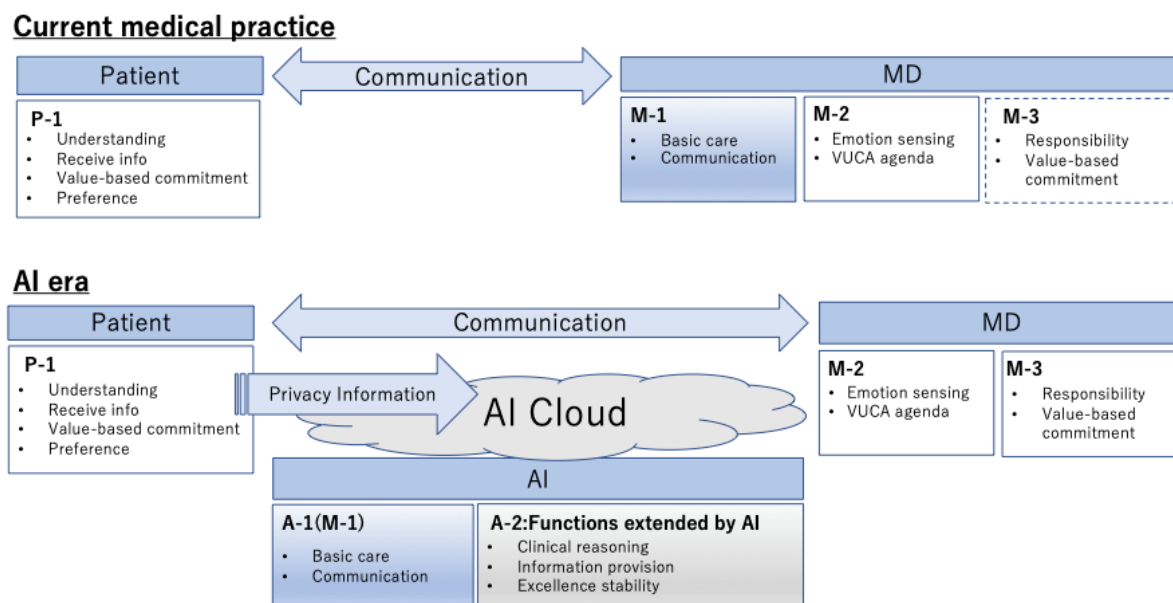 Current medical practice
Patient
Communication
MD
P-1
• Understanding
• Receive info
• Value-based commitment
• Preference
M-1
• Basic care
• Communication
M-2
• Emotion sensing
• VUCA agenda
M-3
• Responsibility
• Value-based
commitment
AI era
Patient
Communication
MD
P-1
• Understanding
• Receive info
• Value-based commitment
• Preference
Privacy Information
AI Cloud
M-2
• Emotion sensing
• VUCA agenda
M-3
• Responsibility
• Value-based
commitment
AI
A-1(M-1)
• Basic care
• Communication
A-2:Functions extended by AI
• Clinical reasoning
• Information provision
• Excellence stability